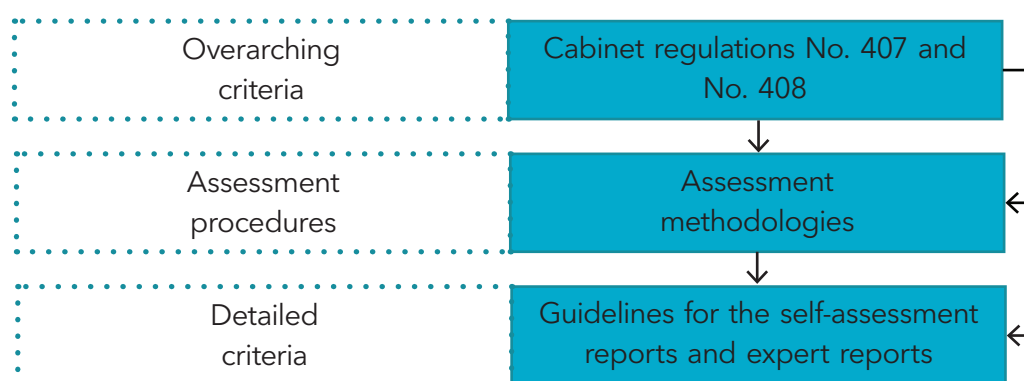 Overarching
criteria
Cabinet regulations No. 407 and
No. 408
Assessment
procedures
Assessment
methodologies
Detailed
criteria
Guidelines for the self-assessment
reports and expert reports